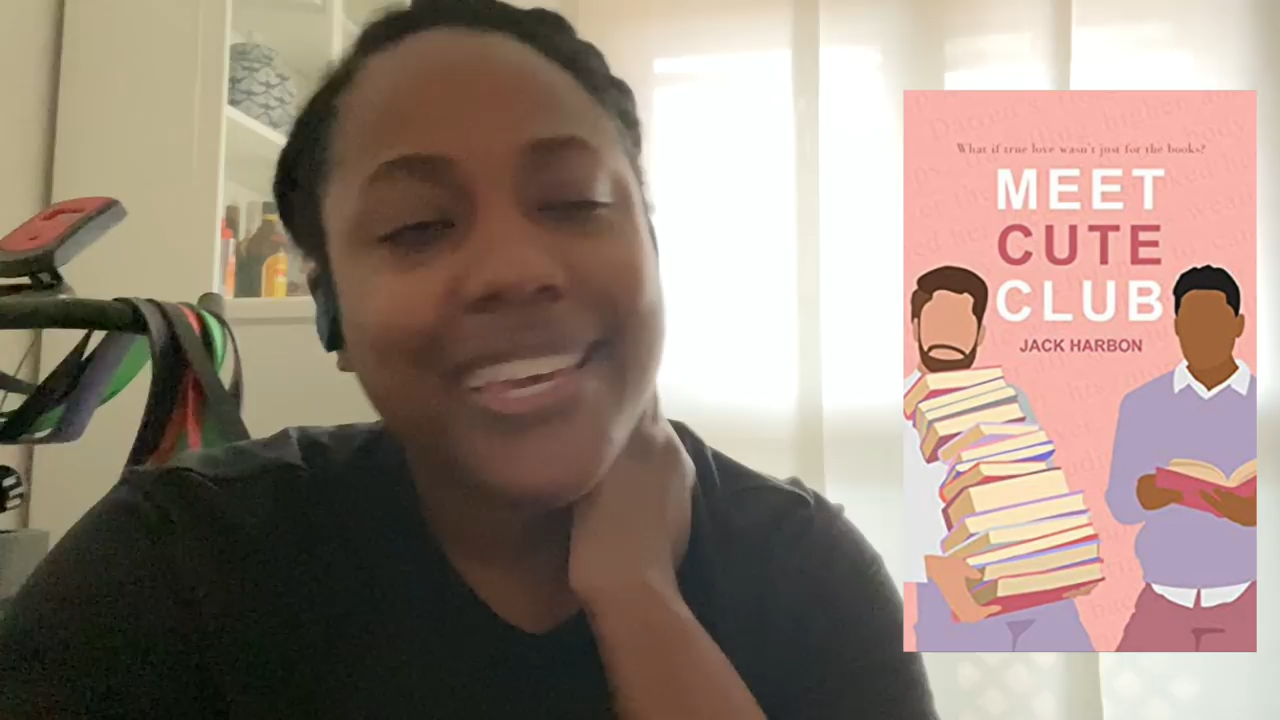 What if true love wasn't just for the books?
MEET
CUTE
CLUB
JACK HARBON